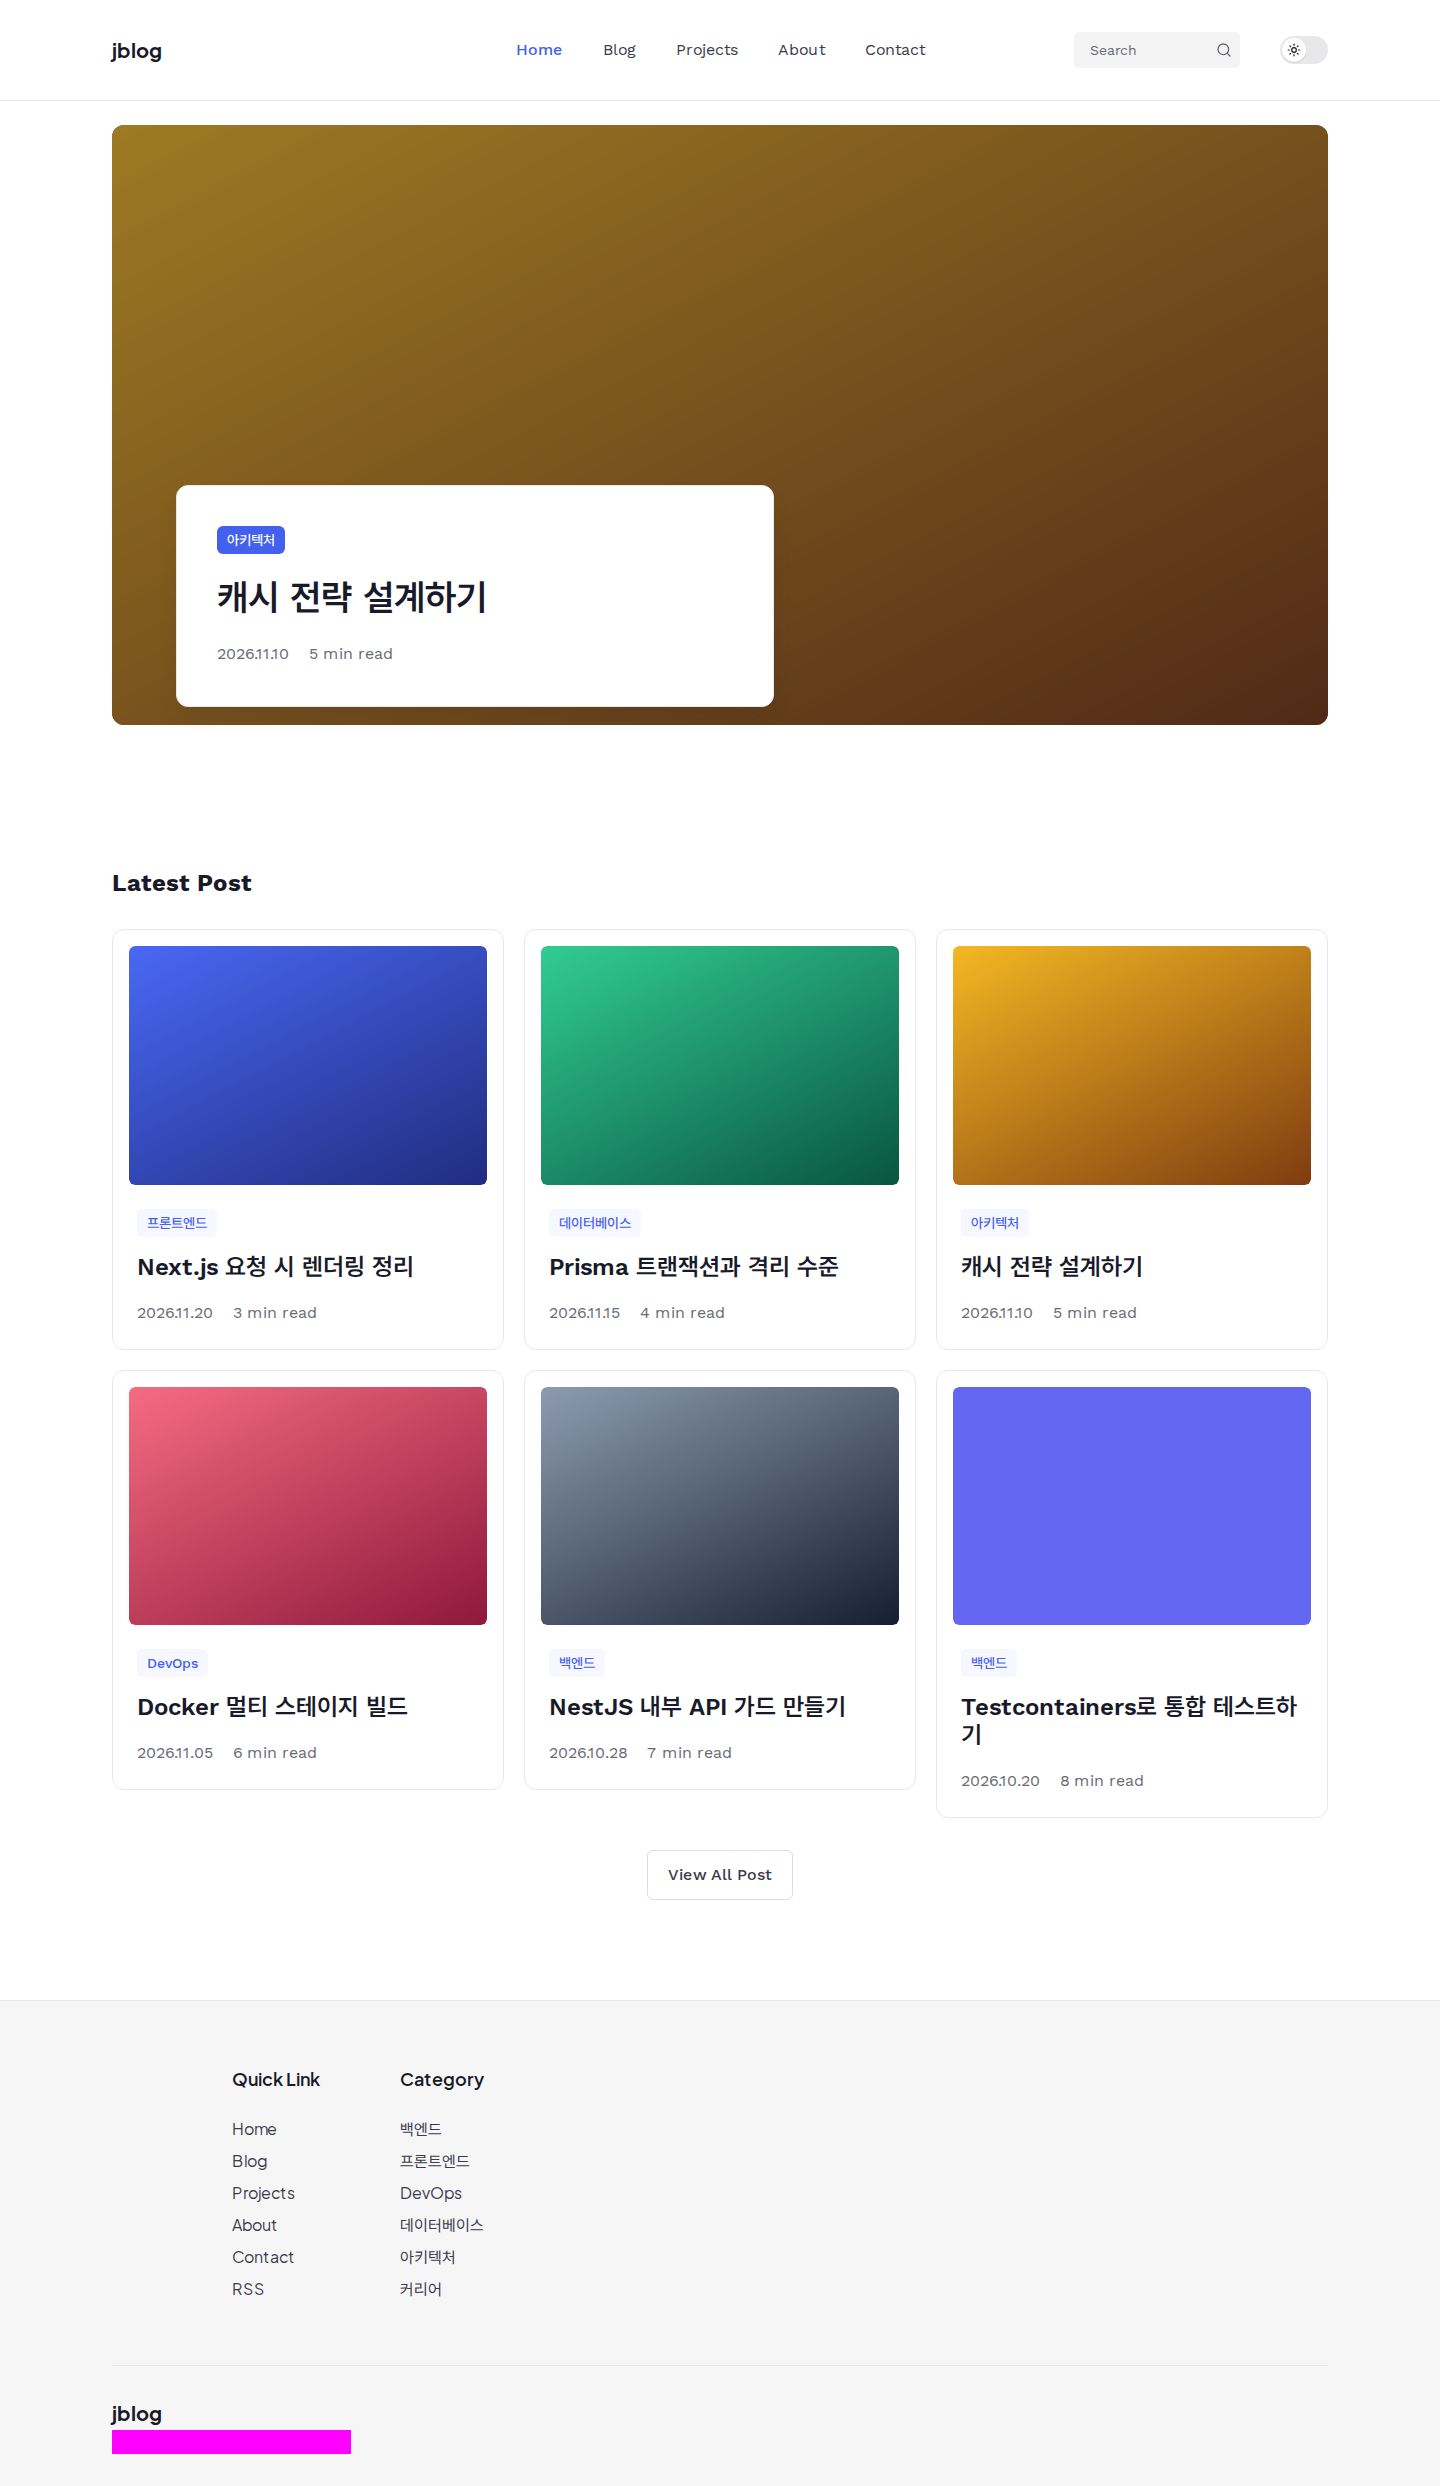 jblog
Home
Blog
Projects
About
Contact
Search
아키텍처
캐시 전략 설계하기
2026.11.10 5 min read
Latest Post
프론트엔드
Next.js 요청 시 렌더링 정리
2026.11.20 3 min read
데이터베이스
Prisma 트랜잭션과 격리 수준
2026.11.15 4 min read
아키텍처
캐시 전략 설계하기
2026.11.10 5 min read
DevOps
Docker 멀티 스테이지 빌드
2026.11.05 6 min read
백엔드
NestJS 내부 API 가드 만들기
2026.10.28 7 min read
백엔드
Testcontainers로 통합 테스트하
기
2026.10.20 8 min read
View All Post
Quick Link
Home
Blog
Projects
About
Contact
RSS
Category
백엔드
프론트엔드
DevOps
데이터베이스
아키텍처
커리어
jblog